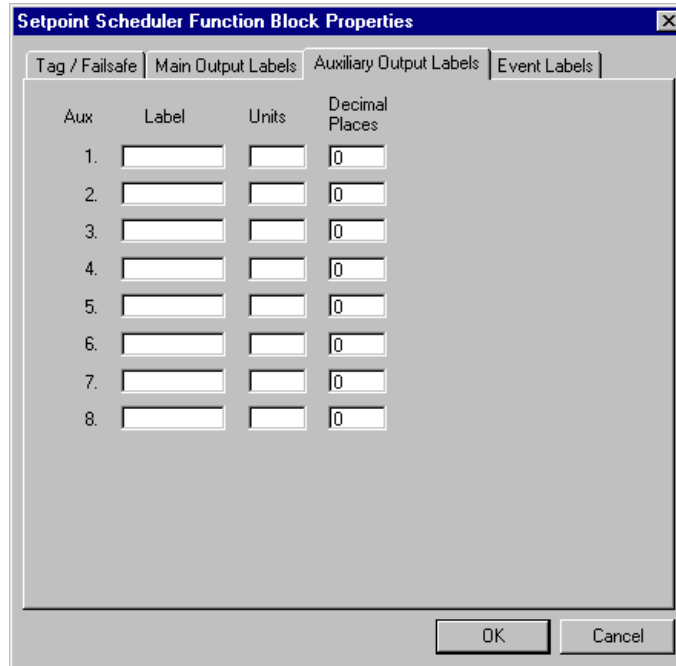 Setpoint Scheduler Function Block Properties
Tag / Failsafe Main Output Labels Auxiliary Output Labels Event Labels
Aux Label Units Decimal Places
1. 0
2. 0
3. 0
4. 0
5. 0
6. 0
7. 0
8. 0
OK Cancel